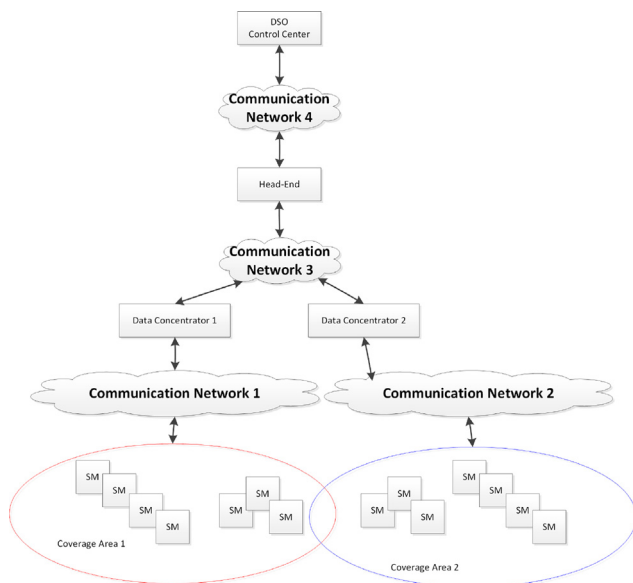 DSO
Control Center
Communication
Network 4
Head-End
Communication
Network 3
Data Concentrator 1
Data Concentrator 2
Communication Network 1
Communication Network 2
SM
SM
SM
SM
SM
SM
SM
Coverage Area 1
SM
SM
SM
SM
SM
SM
SM
Coverage Area 2